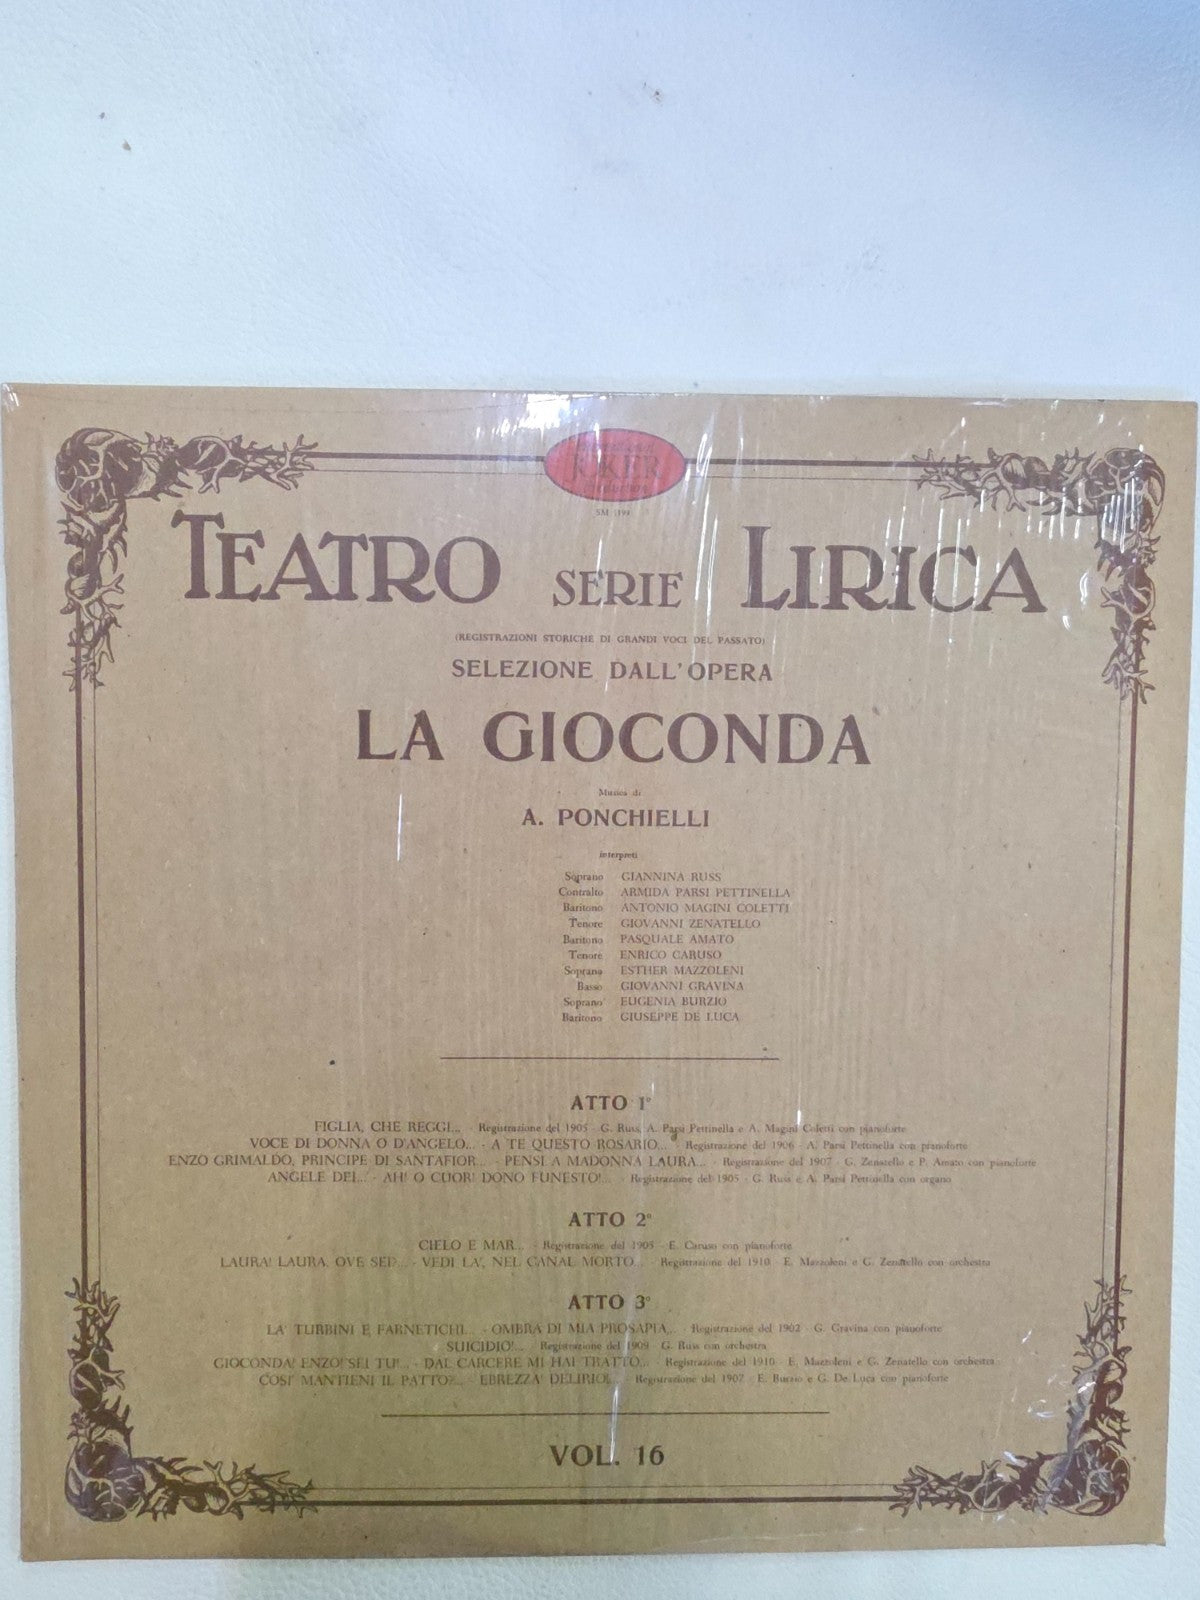 JOKER
SM 1199
TEATRO SERIE LIRICA
(REGISTRAZIONI STORICHE DI GRANDI VOCI DEL PASSATO)
SELEZIONE DALL'OPERA
LA GIOCONDA
Musica di
A. PONCHIELLI
interpreti
Soprano GIANNINA RUSS
Contralto ARMIDA PARSI PETTINELLA
Baritono ANTONIO MAGINI COLETTI
Tenore GIOVANNI ZENATELLO
Baritono PASQUALE AMATO
Tenore ENRICO CARUSO
Soprano ESTHER MAZZOLENI
Basso GIOVANNI GRAVINA
Soprano EUGENIA BURZIO
Baritono GIUSEPPE DE LUCA
ATTO 1°
FIGLIA, CHE REGGI... - Registrazione del 1905 - G. Russ, A. Parsi Pettinella e A. Magini Coletti con pianoforte
VOCE DI DONNA O D'ANGELO... - A TE QUESTO ROSARIO... - Registrazione del 1906 - A. Parsi Pettinella con pianoforte
ENZO GRIMALDO, PRINCIPE DI SANTAFIOR... - PENSI A MADONNA LAURA... - Registrazione del 1907 - G. Zenatello e P. Amato con pianoforte
ANGELE DEI... - AH! O CUOR! DONO FUNESTO!... - Registrazione del 1905 - G. Russ e A. Parsi Pettinella con organo
ATTO 2°
CIELO E MAR... - Registrazione del 1905 - E. Caruso con pianoforte
LAURA! LAURA, OVE SEI?... - VEDI LA', NEL CANAL MORTO... - Registrazione del 1910 - E. Mazzoleni e G. Zenatello con orchestra
ATTO 3°
LA' TURBINI E FARNETICHI... - OMBRA DI MIA PROSAPIA... - Registrazione del 1902 - G. Gravina con pianoforte
SUICIDIO!... - Registrazione del 1909 G. Russ con orchestra
GIOCONDA! ENZO! SEI TU!... - DAL CARCERE MI HAI TRATTO... - Registrazione del 1910 - E. Mazzoleni e G. Zenatello con orchestra
COSI' MANTIENI IL PATTO?... - EBREZZA' DELIRIO!... - Registrazione del 1907 - E. Burzio e G. De Luca con pianoforte
VOL. 16